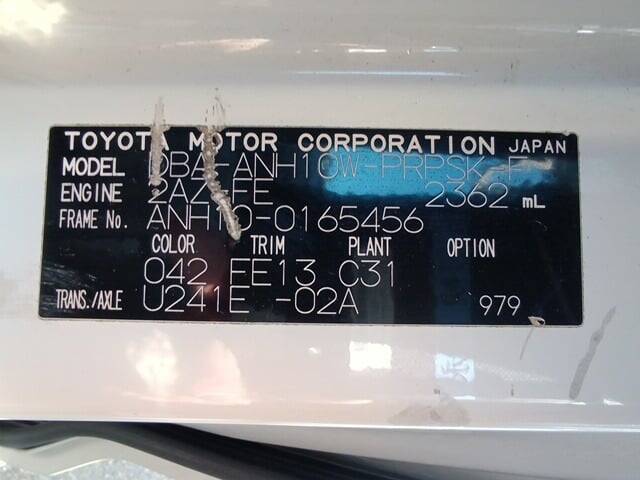 TOYOTA MOTOR CORPORATION JAPAN
MODEL DBA-ANH10W-PRPSK-F
ENGINE 2AZ-FE 2362 mL
FRAME No. ANH10-0165456
COLOR TRIM PLANT OPTION
042 FE13 C31
TRANS./AXLE U241E -02A 979